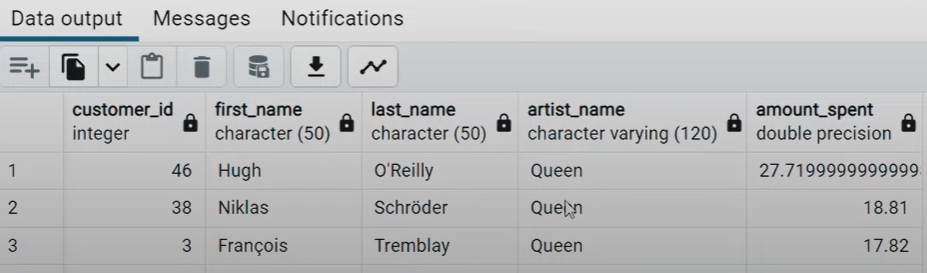 Data output Messages Notifications
customer_id first_name last_name artist_name amount_spent
integer character (50) character (50) character varying (120) double precision
1 46 Hugh O'Reilly Queen 27.7199999999999
2 38 Niklas Schröder Queen 18.81
3 3 François Tremblay Queen 17.82